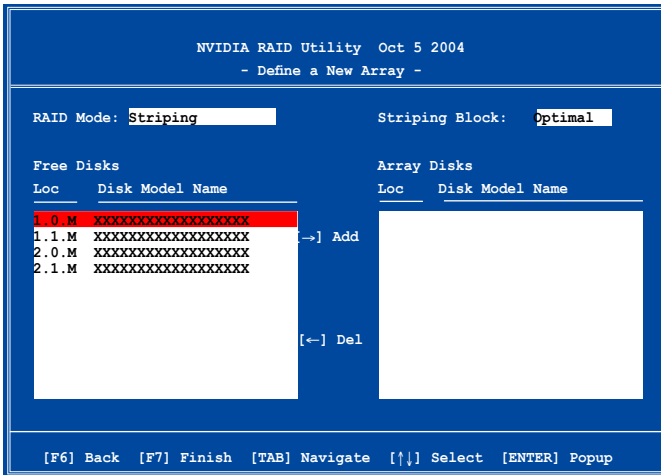 NVIDIA RAID Utility Oct 5 2004
- Define a New Array -
RAID Mode: Striping
Striping Block: Optimal
Free Disks
Loc Disk Model Name
1.0.M XXXXXXXXXXXXXXXXXX
1.1.M XXXXXXXXXXXXXXXXXX
2.0.M XXXXXXXXXXXXXXXXXX
2.1.M XXXXXXXXXXXXXXXXXX
[→] Add
[←] Del
Array Disks
Loc Disk Model Name
[F6] Back [F7] Finish [TAB] Navigate [↑↓] Select [ENTER] Popup